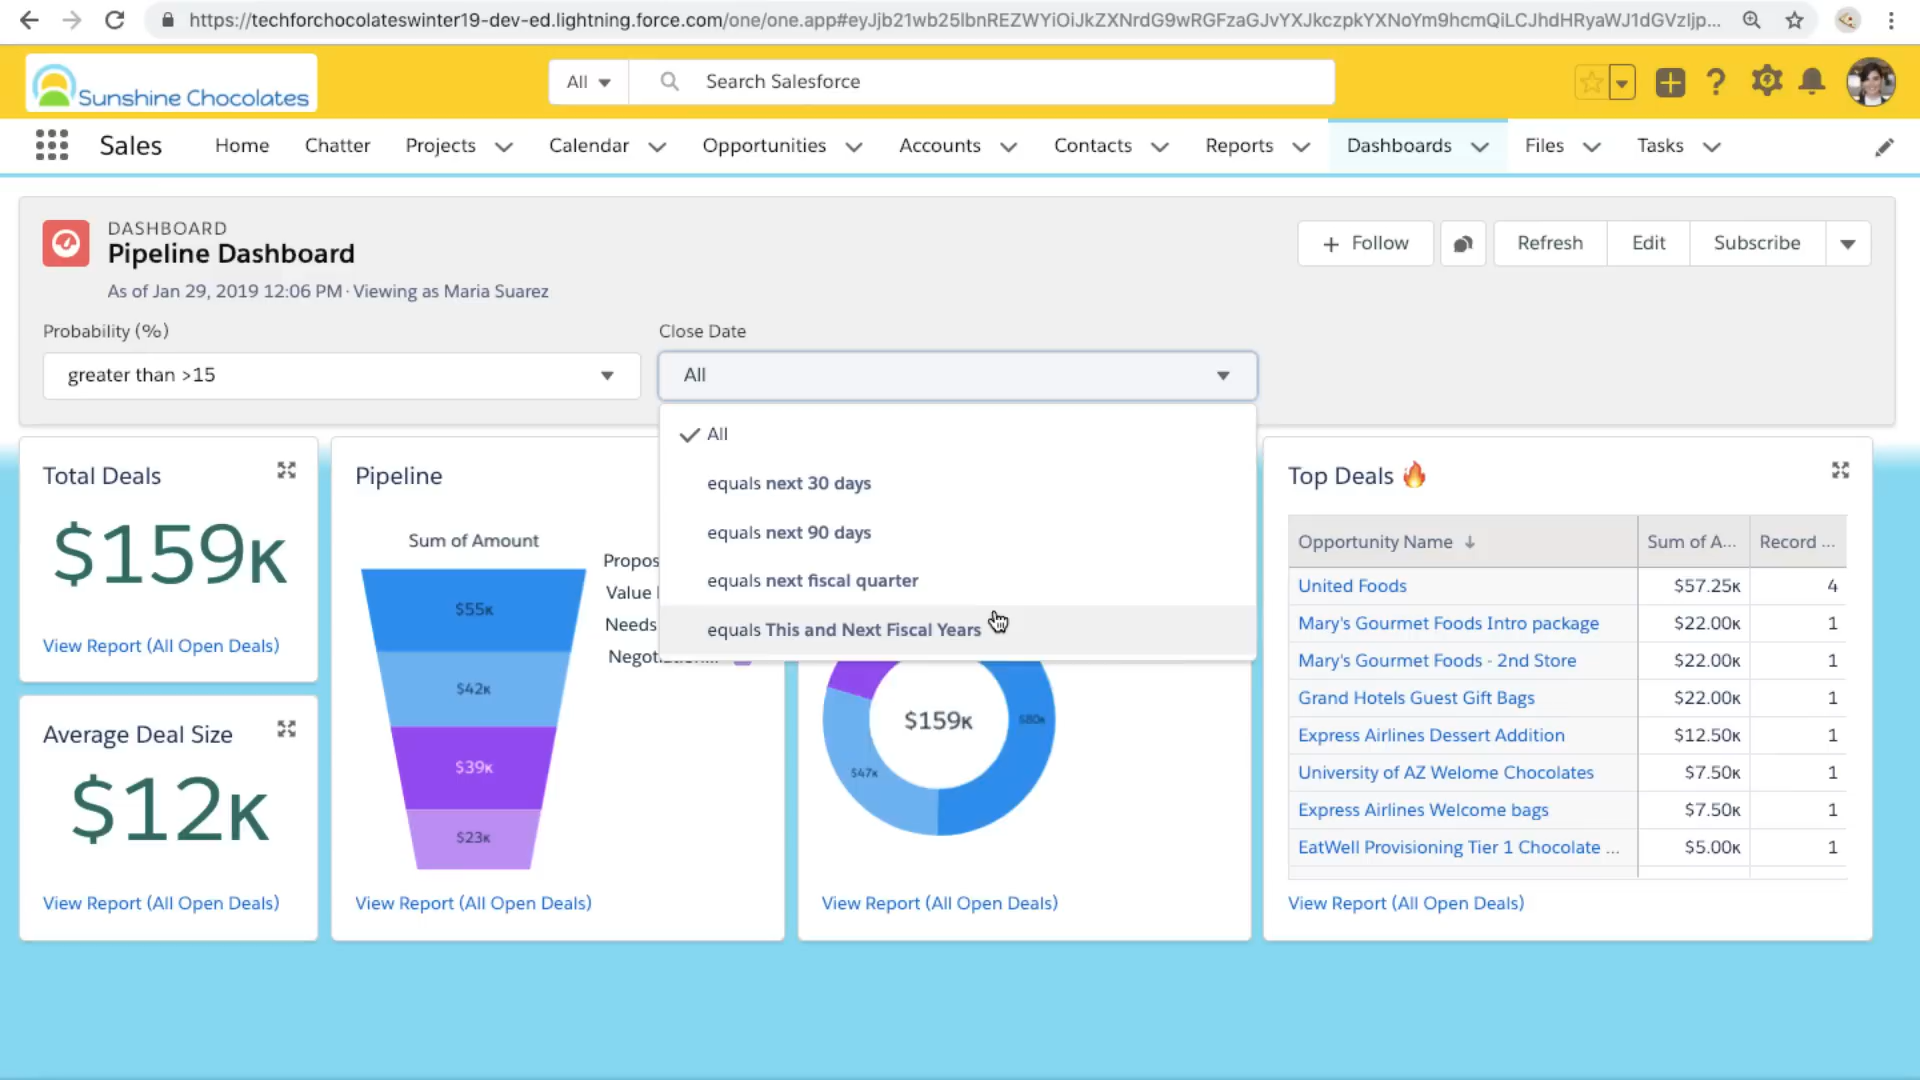 https://techforchocolateswinter19-dev-ed.lightning.force.com/one/one.app#eyJjb21wb25lbnREZWYiOiJkZXNrdG9wRGFzaGJvYXJkczpkYXNoYm9hcmQiLCJhdHRyaWJ1dGVzIjp...
Sunshine Chocolates
All
Search Salesforce
Sales
Home
Chatter
Projects
Calendar
Opportunities
Accounts
Contacts
Reports
Dashboards
Files
Tasks
DASHBOARD
Pipeline Dashboard
As of Jan 29, 2019 12:06 PM·Viewing as Maria Suarez
Follow
Refresh
Edit
Subscribe
Probability (%)
greater than >15
Close Date
All
All
equals next 30 days
equals next 90 days
equals next fiscal quarter
equals This and Next Fiscal Years
Total Deals
$159K
View Report (All Open Deals)
Average Deal Size
$12K
View Report (All Open Deals)
Pipeline
Sum of Amount
$55K
$42K
$39K
$23K
Propos
Value
Needs
View Report (All Open Deals)
$159K
$80K
$47K
View Report (All Open Deals)
Top Deals 🔥
Opportunity Name ↓ Sum of A... Record ...
United Foods $57.25K 4
Mary's Gourmet Foods Intro package $22.00K 1
Mary's Gourmet Foods - 2nd Store $22.00K 1
Grand Hotels Guest Gift Bags $22.00K 1
Express Airlines Dessert Addition $12.50K 1
University of AZ Welome Chocolates $7.50K 1
Express Airlines Welcome bags $7.50K 1
EatWell Provisioning Tier 1 Chocolate ... $5.00K 1
View Report (All Open Deals)